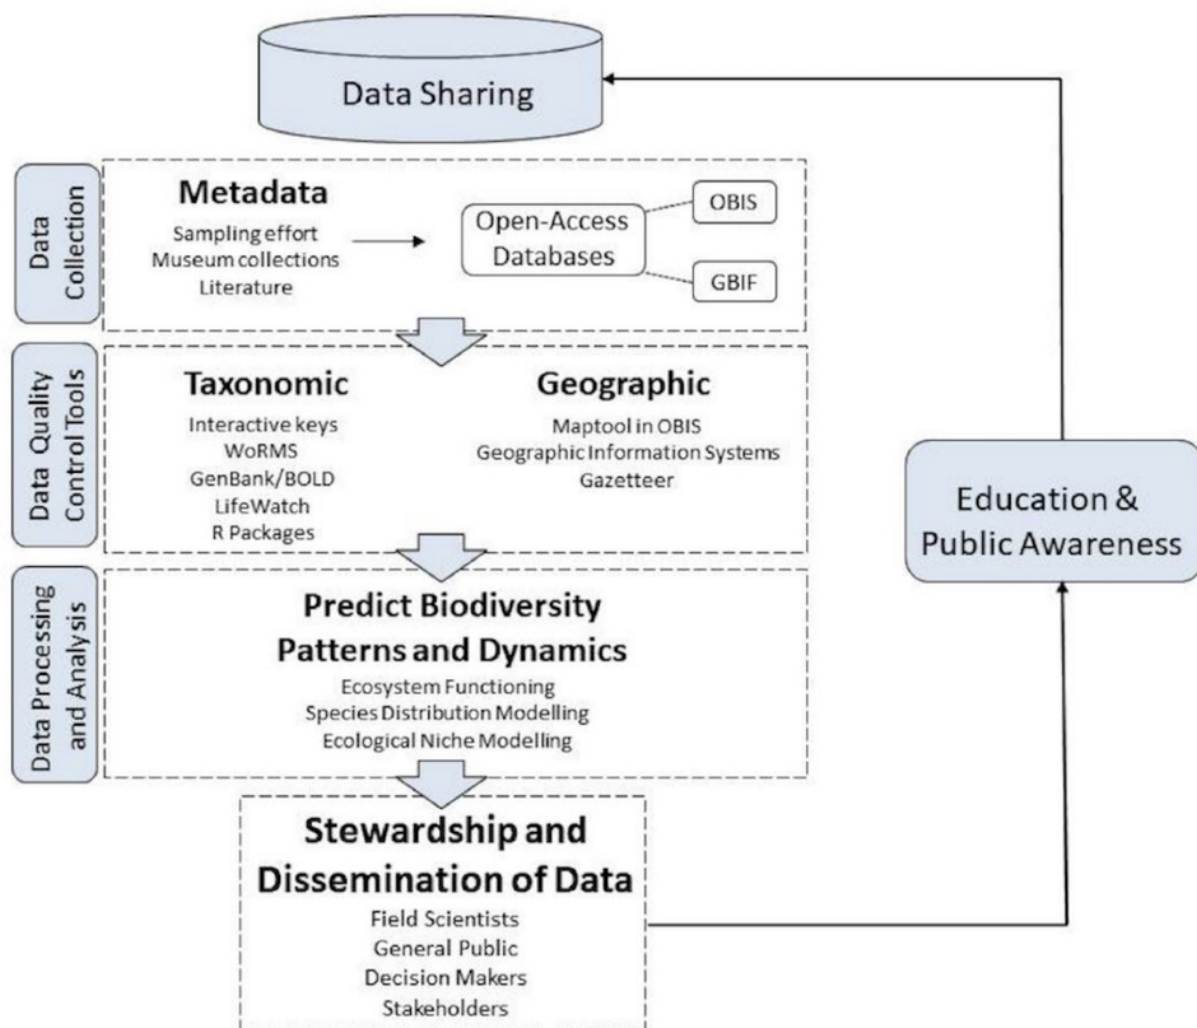 Data Sharing
Data
Collection
Metadata
Sampling effort
Museum collections
Literature
Open-Access
Databases
OBIS
GBIF
Data Quality
Control Tools
Taxonomic
Interactive keys
WoRMS
GenBank/BOLD
LifeWatch
R Packages
Geographic
Maptool in OBIS
Geographic Information Systems
Gazetteer
Data Processing
and Analysis
Predict Biodiversity
Patterns and Dynamics
Ecosystem Functioning
Species Distribution Modelling
Ecological Niche Modelling
Stewardship and
Dissemination of Data
Field Scientists
General Public
Decision Makers
Stakeholders
Education &
Public Awareness